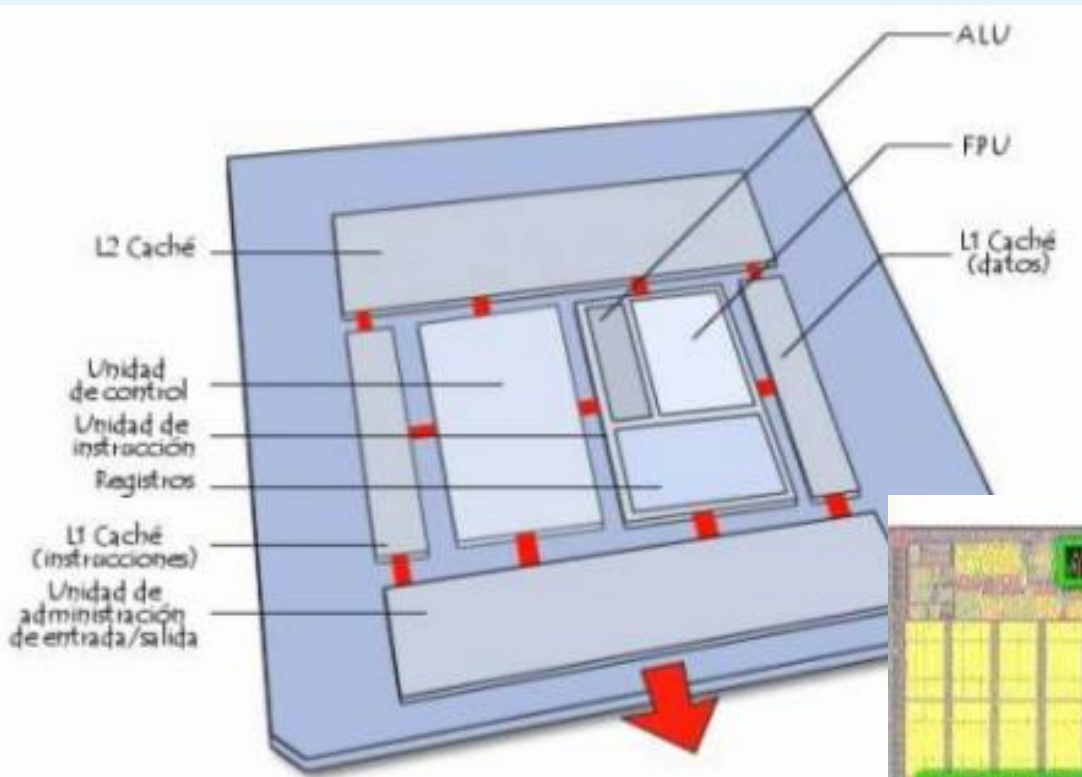 ALU
FPU
L1 Caché
(datos)
L2 Caché
Unidad
de control
Unidad de
instracción
Registros
L1 Caché
(instrucciones)
Unidad de
administración
de entrada/salida